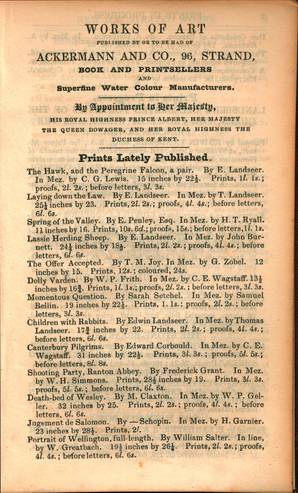 WORKS OF ART
PUBLISHED BY OR TO BE HAD OF
ACKERMANN AND CO., 96, STRAND,
BOOK AND PRINTSELLERS
AND
Superfine Water Colour Manufacturers.
By Appointment to Her Majesty,
HIS ROYAL HIGHNESS PRINCE ALBERT, HER MAJESTY
THE QUEEN DOWAGER, AND HER ROYAL HIGHNESS THE
DUCHESS OF KENT.
Prints Lately Published.
The Hawk, and the Peregrine Falcon, a pair. By E. Landseer.
In Mez. by C. G. Lewis. 15 inches by 22½. Prints, 1l. 1s.;
proofs, 2l. 2s.; before letters, 3l. 3s.
Laying down the Law. By E. Landseer. In Mez. by T. Landseer.
25½ inches by 23. Prints, 2l. 2s.; proofs, 4l. 4s.; before letters,
6l. 6s.
Spring of the Valley. By E. Penley, Esq. In Mez. by H. T. Ryall.
11 inches by 16. Prints, 10s. 6d.; proofs, 15s.; before letters, 1l. 1s.
Lassie Herding Sheep. By E. Landseer. In Mez. by John Bur-
nett. 24½ inches by 18½. Prints, 2l. 2s.; proofs, 4l. 4s.; before
letters, 6l. 6s.
The Offer Accepted. By T. M. Joy. In Mez. by G. Zobel. 12
inches by 15. Prints, 12s.; coloured, 24s.
Dolly Varden. By W. P. Frith. In Mez. by C. E. Wagstaff. 13½
inches by 16½. Prints, 1l. 1s.; proofs, 2l. 2s.; before letters, 3l. 3s.
Momentous Question. By Sarah Setchel. In Mez. by Samuel
Bellin. 19 inches by 22½. Prints, 1l. 1s.; proofs, 2l. 2s.; before
letters, 3l. 3s.
Children with Rabbits. By Edwin Landseer. In Mez. by Thomas
Landseer. 17½ inches by 22. Prints, 2l. 2s.; proofs, 4l. 4s.;
before letters, 6l. 6s.
Canterbury Pilgrims. By Edward Corbould. In Mez. by C. E.
Wagstaff. 31 inches by 22½. Prints, 3l. 3s.; proofs, 5l. 5s.;
before letters, 8l. 8s.
Shooting Party, Ranton Abbey. By Frederick Grant. In Mez.
by W. H. Simmons. Prints, 28½ inches by 19. Prints, 3l. 3s.
proofs, 5l. 5s.; before letters, 6l. 6s.
Death-bed of Wesley. By M. Claxton. In Mez. by W. P. Gel-
ler. 32 inches by 25. Prints, 2l. 2s.; proofs, 4l. 4s.; before
letters, 6l. 6s.
Jogement de Salomon. By —Schopin. In Mez. by H. Garnier.
23 inches by 28½. Prints, 2l.
Portrait of Wellington, full-length. By William Salter. In line,
by W. Greatbach. 19½ inches by 26½. Prints, 2l. 2s.; proofs,
4l. 4s.; before letters, 6l. 6s.